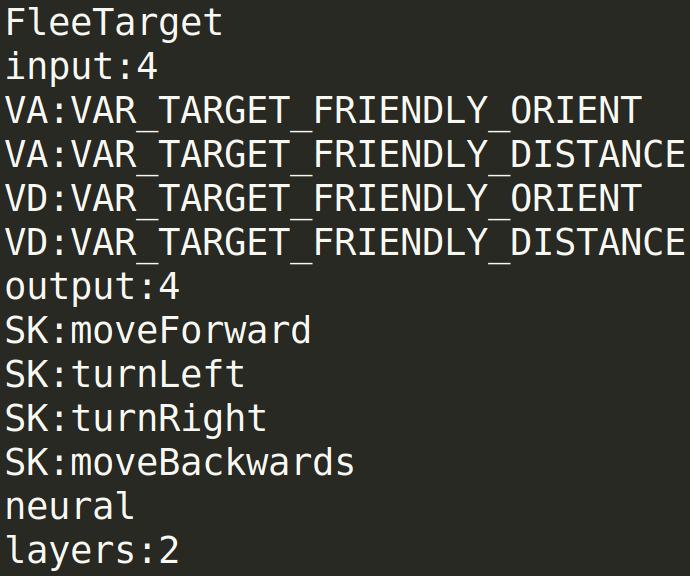 FleeTarget
input:4
VA:VAR_TARGET_FRIENDLY_ORIENT
VA:VAR_TARGET_FRIENDLY_DISTANCE
VD:VAR_TARGET_FRIENDLY_ORIENT
VD:VAR_TARGET_FRIENDLY_DISTANCE
output:4
SK:moveForward
SK:turnLeft
SK:turnRight
SK:moveBackwards
neural
layers:2